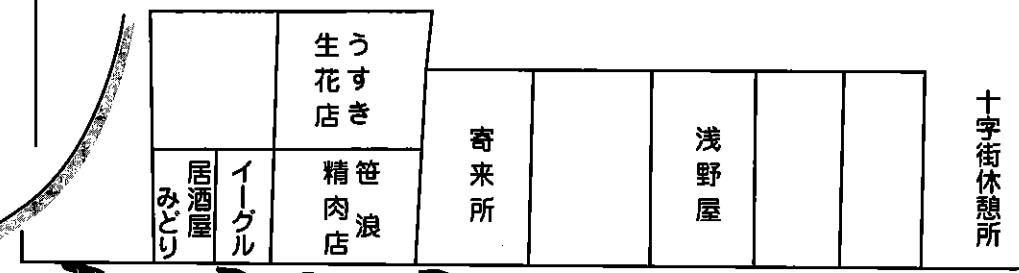 うすき
生花店
居酒屋
みどり
イーグル
笹浪
精肉店
寄来所
浅野屋
十字街休憩所